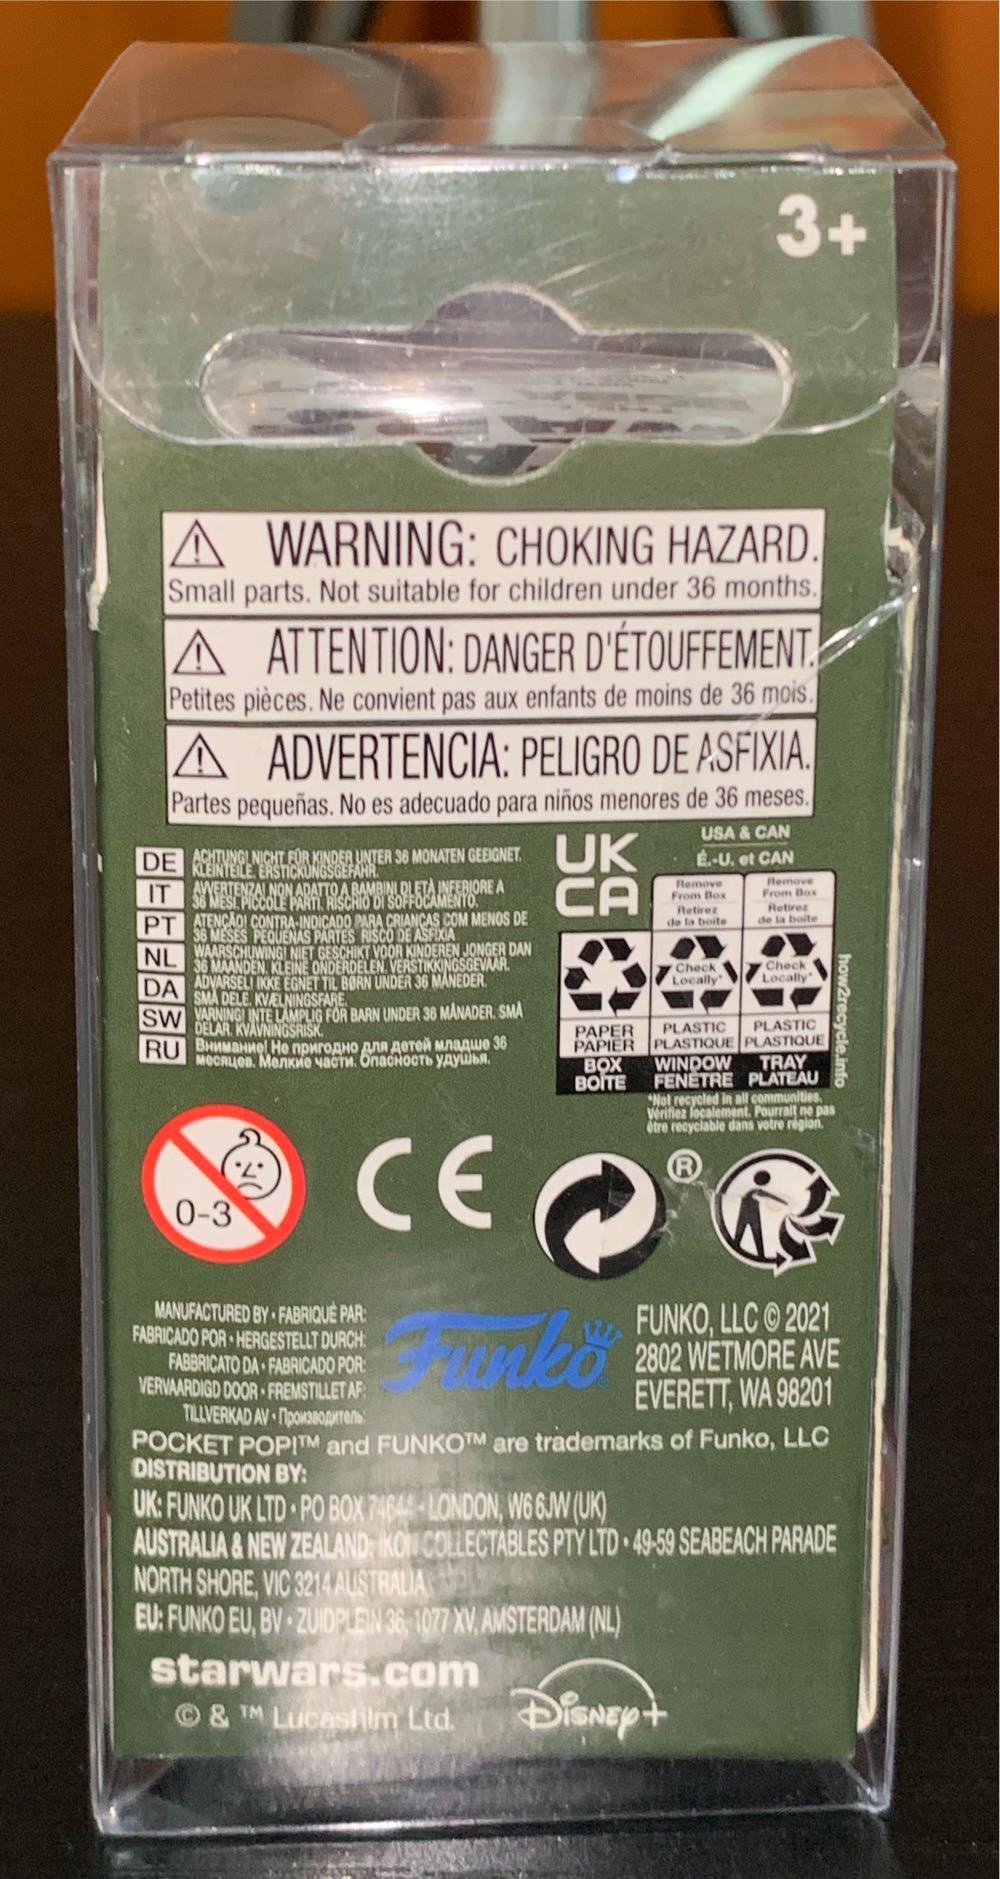 3+
⚠ WARNING: CHOKING HAZARD.
Small parts. Not suitable for children under 36 months.
⚠ ATTENTION: DANGER D'ÉTOUFFEMENT.
Petites pièces. Ne convient pas aux enfants de moins de 36 mois.
⚠ ADVERTENCIA: PELIGRO DE ASFIXIA.
Partes pequeñas. No es adecuado para niños menores de 36 meses.
DE ACHTUNG! NICHT FÜR KINDER UNTER 36 MONATEN GEEIGNET.
KLEINTEILE. ERSTICKUNGSGEFAHR.
IT AVVERTENZA! NON ADATTO A BAMBINI DI ETÀ INFERIORE A
36 MESI. PICCOLE PARTI. RISCHIO DI SOFFOCAMENTO.
PT ATENÇÃO! CONTRA-INDICADO PARA CRIANÇAS COM MENOS DE
36 MESES PEQUENAS PARTES RISCO DE ASFIXIA
NL WAARSCHUWING! NIET GESCHIKT VOOR KINDEREN JONGER DAN
36 MAANDEN. KLEINE ONDERDELEN. VERSTIKKINGSGEVAAR.
DA ADVARSEL! IKKE EGNET TIL BØRN UNDER 36 MÅNEDER.
SMÅ DELE. KVÆLNINGSFARE.
SW VARNING! INTE LÄMPLIG FÖR BARN UNDER 36 MÅNADER. SMÅ
DELAR. KVÄVNINGSRISK.
RU Внимание! Не пригодно для детей младше 36
месяцев. Мелкие части. Опасность удушья.
UK
CA
USA & CAN
É.-U. et CAN
Remove From Box
Retirez de la boîte
Remove From Box
Retirez de la boîte
Check Locally*
Check Locally*
PAPER PLASTIC PLASTIC
PAPIER PLASTIQUE PLASTIQUE
BOX WINDOW TRAY
BOÎTE FENÊTRE PLATEAU
how2recycle.info
*Not recycled in all communities.
Vérifiez localement. Pourrait ne pas
être recyclable dans votre région.
0-3
CE
®
MANUFACTURED BY • FABRIQUÉ PAR:
FABRICADO POR • HERGESTELLT DURCH:
FABBRICATO DA • FABRICADO POR:
VERVAARDIGD DOOR • FREMSTILLET AF:
TILLVERKAD AV • Производитель:
Funko
FUNKO, LLC © 2021
2802 WETMORE AVE
EVERETT, WA 98201
POCKET POP!™ and FUNKO™ are trademarks of Funko, LLC
DISTRIBUTION BY:
UK: FUNKO UK LTD • PO BOX 74644 • LONDON, W6 6JW (UK)
AUSTRALIA & NEW ZEALAND: IKON COLLECTABLES PTY LTD • 49-59 SEABEACH PARADE
NORTH SHORE, VIC 3214 AUSTRALIA
EU: FUNKO EU, BV • ZUIDPLEIN 36, 1077 XV, AMSTERDAM (NL)
starwars.com
© & ™ Lucasfilm Ltd.
Disney+